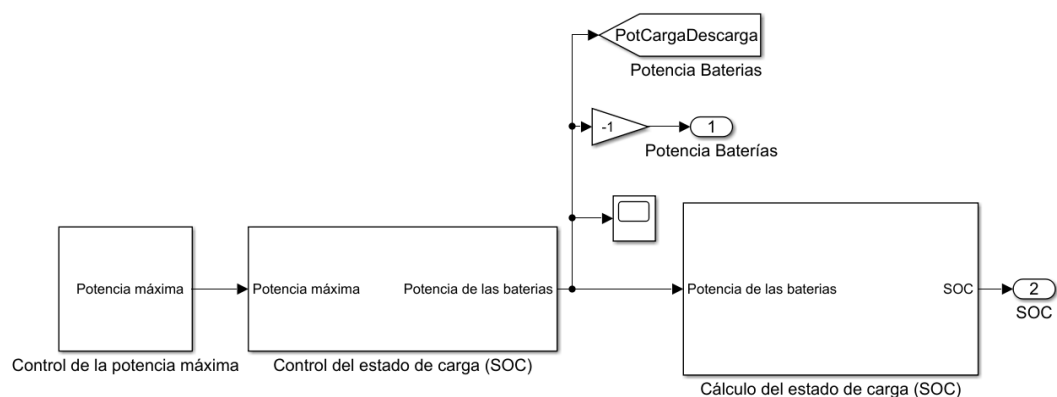 PotCargaDescarga
Potencia Baterias
-1
1
Potencia Baterías
Potencia máxima
Control de la potencia máxima
Potencia máxima
Potencia de las baterias
Control del estado de carga (SOC)
Potencia de las baterias
SOC
Cálculo del estado de carga (SOC)
2
SOC